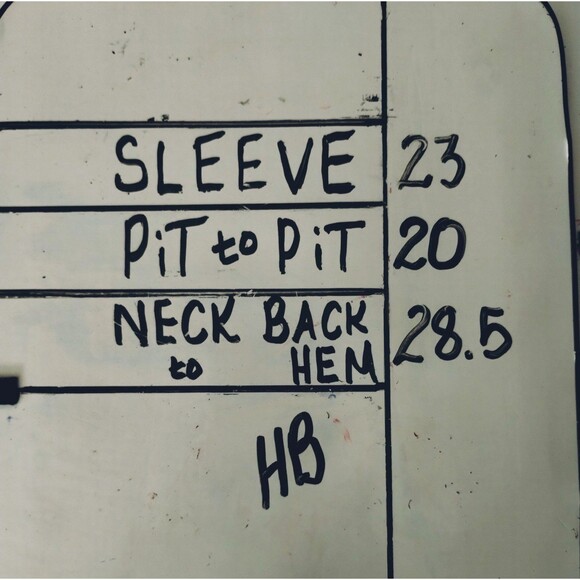 SLEEVE 23
PiT to PiT 20
NECK BACK 28.5
to HEM
HB